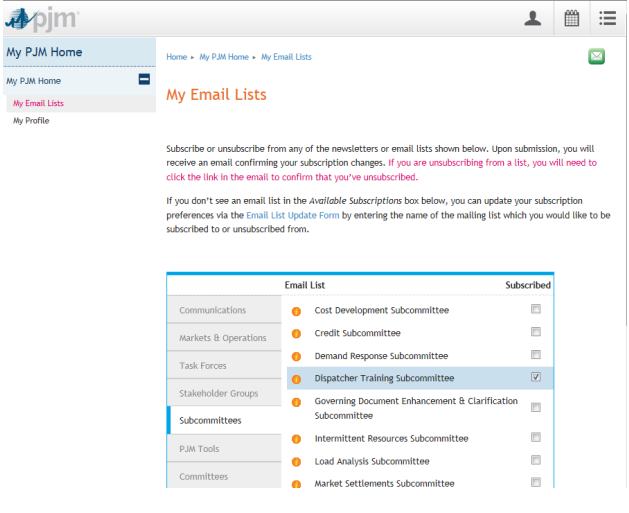 pjm
My PJM Home
My PJM Home
My Email Lists
My Profile
Home ▸ My PJM Home ▸ My Email Lists
My Email Lists
Subscribe or unsubscribe from any of the newsletters or email lists shown below. Upon submission, you will
receive an email confirming your subscription changes. If you are unsubscribing from a list, you will need to
click the link in the email to confirm that you've unsubscribed.
If you don't see an email list in the Available Subscriptions box below, you can update your subscription
preferences via the Email List Update Form by entering the name of the mailing list which you would like to be
subscribed to or unsubscribed from.
Email List Subscribed
Communications
Markets & Operations
Task Forces
Stakeholder Groups
Subcommittees
PJM Tools
Committees
Cost Development Subcommittee
Credit Subcommittee
Demand Response Subcommittee
Dispatcher Training Subcommittee
Governing Document Enhancement & Clarification
Subcommittee
Intermittent Resources Subcommittee
Load Analysis Subcommittee
Market Settlements Subcommittee